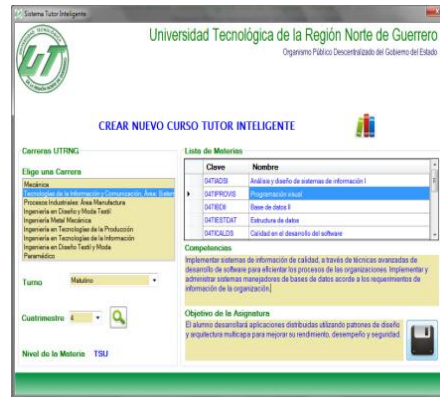 Sistema Tutor Inteligente
Universidad Tecnológica de la Región Norte de Guerrero
Organismo Público Descentralizado del Gobierno del Estado
CREAR NUEVO CURSO TUTOR INTELIGENTE
Carreras UTRNG
Elige una Carrera
Mecánica
Tecnologías de la Información y Comunicación, Área: Sistem
Procesos Industriales: Área Manufactura
Ingeniería en Diseño y Moda Textil
Ingeniería Metal Mecánica
Ingeniería en Tecnologías de la Producción
Ingeniería en Tecnologías de la Información
Ingeniería en Diseño Textil y Moda
Paramédico
Turno
Matutino
Cuatrimestre
4
Nivel de la Materia TSU
Lista de Materias
Clave Nombre
04TIADSI Análisis y diseño de sistemas de información I
04TIPROVIS Programación visual
04TIBDII Base de datos II
04TIESTDAT Estructura de datos
04TICALDS Calidad en el desarrollo del software
Competencias
Implementar sistemas de información de calidad, a través de técnicas avanzadas de
desarrollo de software para eficientar los procesos de las organizaciones. Implementar y
administrar sistemas manejadores de bases de datos acorde a los requerimientos de
información de la organización.
Objetivo de la Asignatura
El alumno desarrollará aplicaciones distribuidas utilizando patrones de diseño
y arquitectura multicapa para mejorar su rendimiento, desempeño y seguridad.